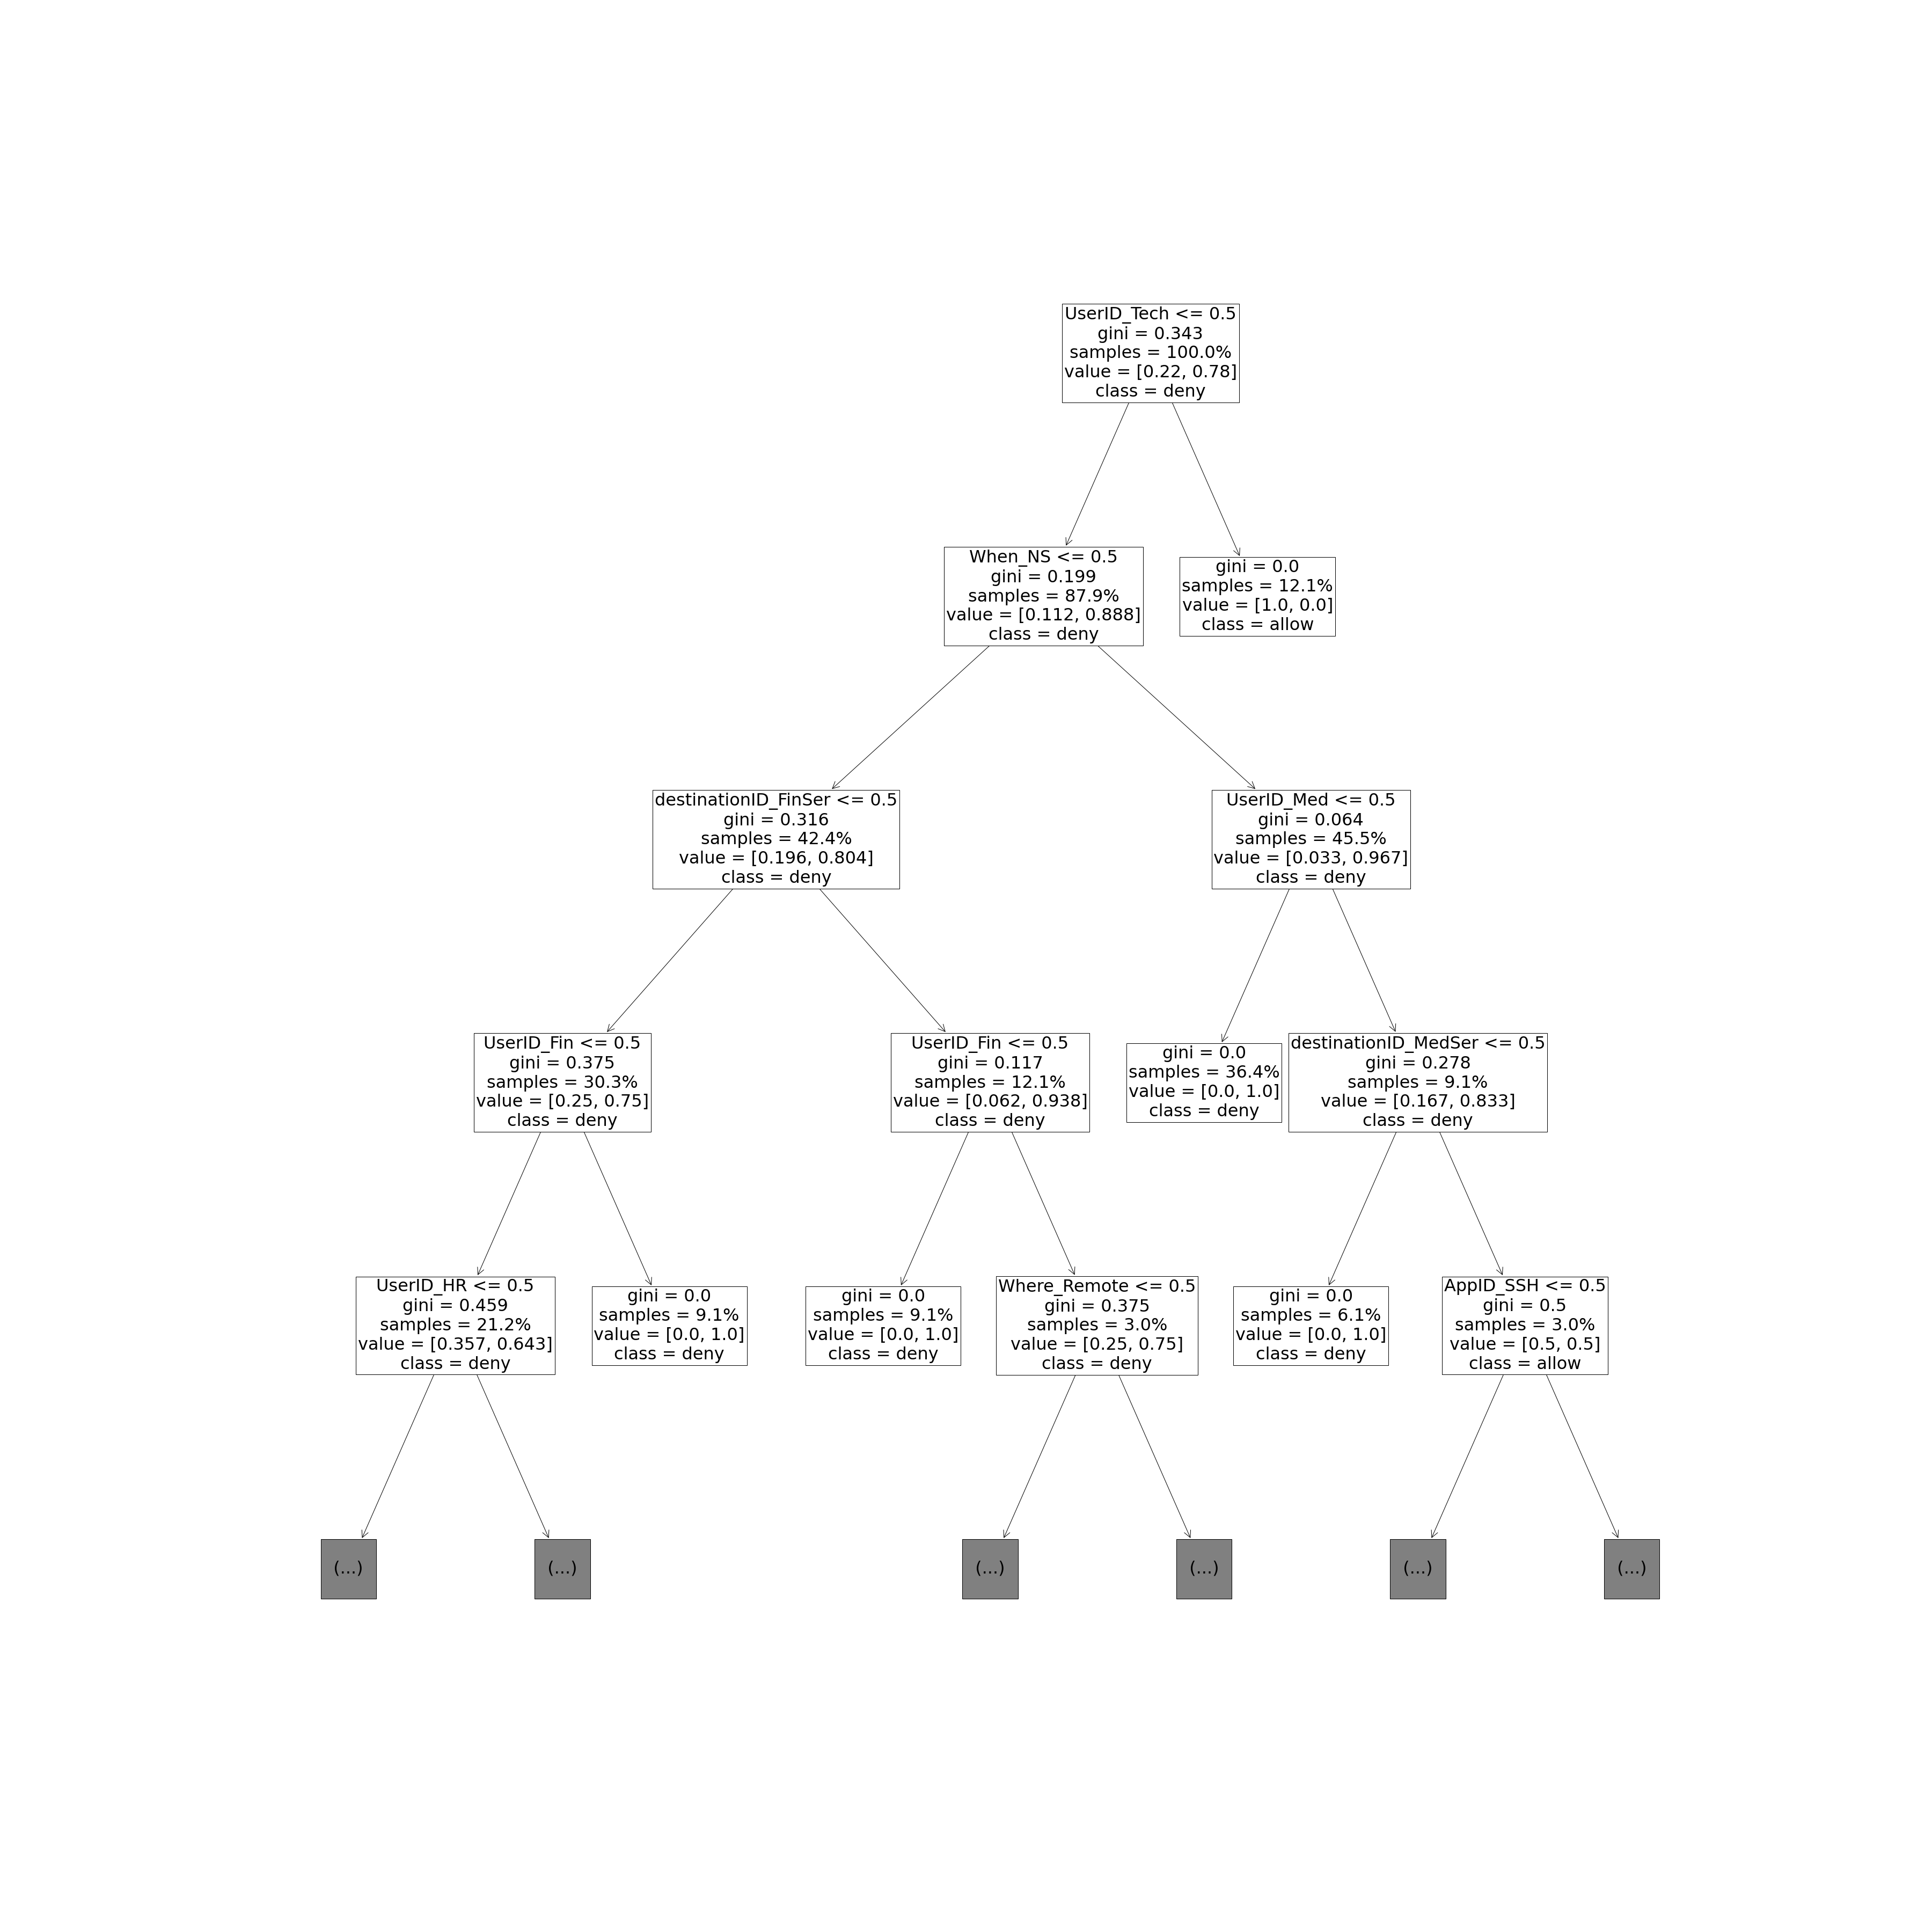 UserID_Tech <= 0.5
gini = 0.343
samples = 100.0%
value = [0.22, 0.78]
class = deny
When_NS <= 0.5
gini = 0.199
samples = 87.9%
value = [0.112, 0.888]
class = deny
gini = 0.0
samples = 12.1%
value = [1.0, 0.0]
class = allow
destinationID_FinSer <= 0.5
gini = 0.316
samples = 42.4%
value = [0.196, 0.804]
class = deny
UserID_Med <= 0.5
gini = 0.064
samples = 45.5%
value = [0.033, 0.967]
class = deny
UserID_Fin <= 0.5
gini = 0.375
samples = 30.3%
value = [0.25, 0.75]
class = deny
UserID_Fin <= 0.5
gini = 0.117
samples = 12.1%
value = [0.062, 0.938]
class = deny
gini = 0.0
samples = 36.4%
value = [0.0, 1.0]
class = deny
destinationID_MedSer <= 0.5
gini = 0.278
samples = 9.1%
value = [0.167, 0.833]
class = deny
UserID_HR <= 0.5
gini = 0.459
samples = 21.2%
value = [0.357, 0.643]
class = deny
gini = 0.0
samples = 9.1%
value = [0.0, 1.0]
class = deny
gini = 0.0
samples = 9.1%
value = [0.0, 1.0]
class = deny
Where_Remote <= 0.5
gini = 0.375
samples = 3.0%
value = [0.25, 0.75]
class = deny
gini = 0.0
samples = 6.1%
value = [0.0, 1.0]
class = deny
AppID_SSH <= 0.5
gini = 0.5
samples = 3.0%
value = [0.5, 0.5]
class = allow
(...)
(...)
(...)
(...)
(...)
(...)